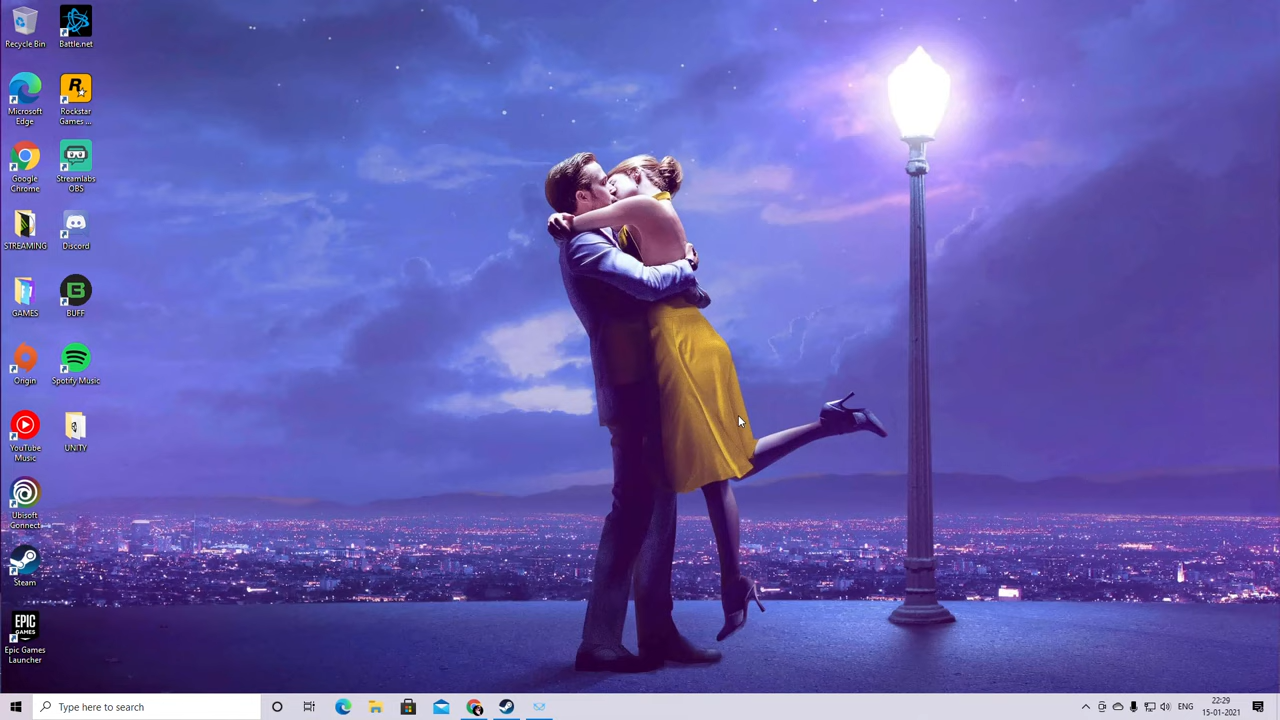 Recycle Bin
Battle.net
Microsoft
Edge
Rockstar
Games ...
Google
Chrome
Streamlabs
OBS
STREAMING
Discord
GAMES
BUFF
Origin
Spotify Music
YouTube
Music
UNITY
Ubisoft
Connect
Steam
EPIC
GAMES
Epic Games
Launcher
Type here to search
ENG
22:29
15-01-2021